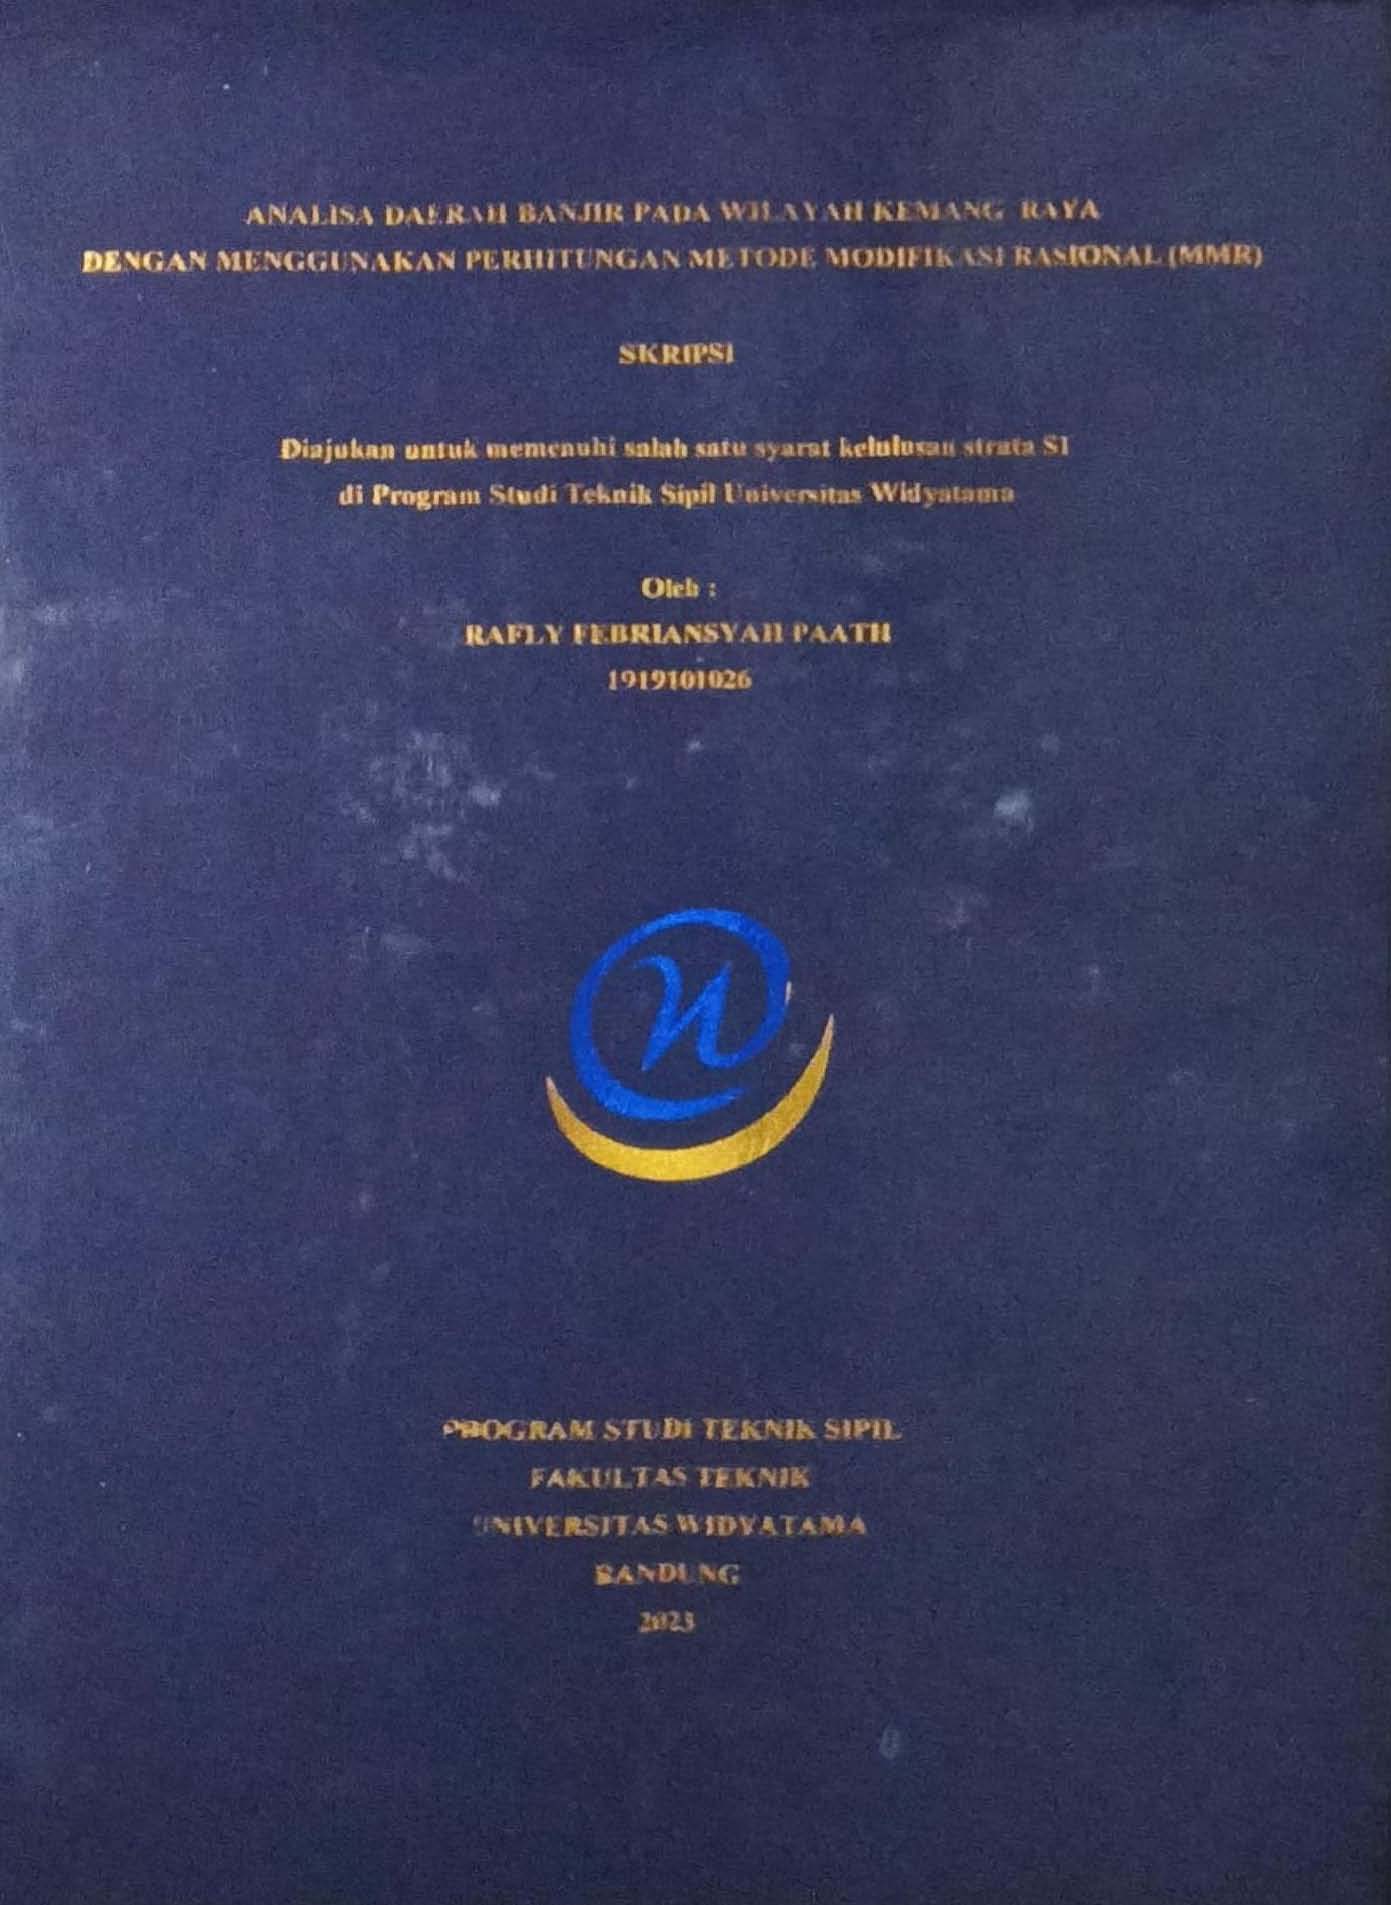 ANALISA DAERAH BANJIR PADA WILAYAH KEMANG RAYA
DENGAN MENGGUNAKAN PERHITUNGAN METODE MODIFIKASI RASIONAL (MMR)
SKRIPSI
Diajukan untuk memenuhi salah satu syarat kelulusan strata S1
di Program Studi Teknik Sipil Universitas Widyatama
Oleh :
RAFLY FEBRIANSYAH PAATH
1919101026
PROGRAM STUDI TEKNIK SIPIL
FAKULTAS TEKNIK
UNIVERSITAS WIDYATAMA
BANDUNG
2023